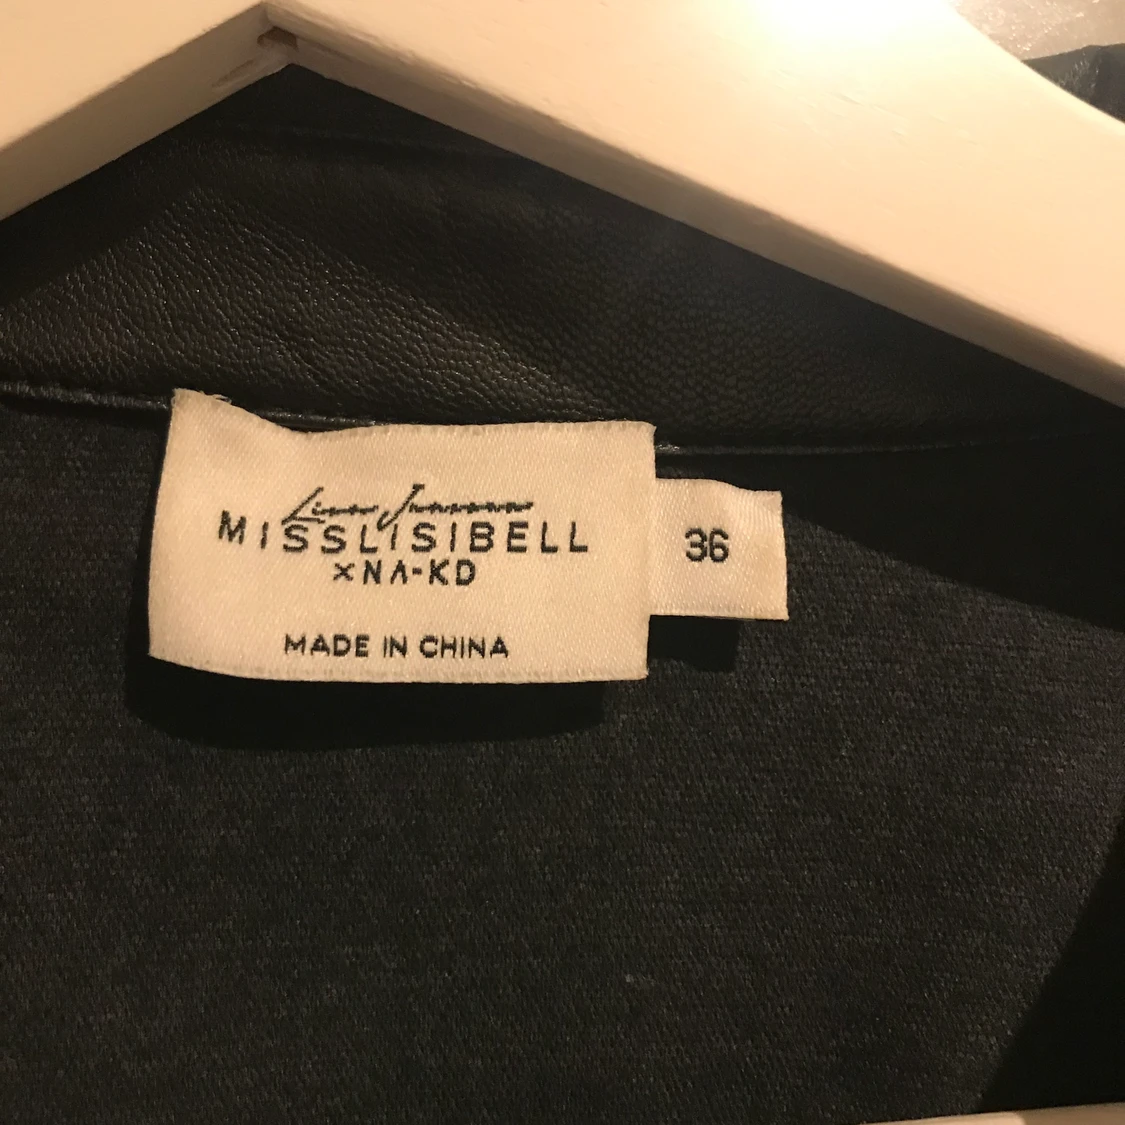 MISSLISIBELL
×NA-KD
36
MADE IN CHINA